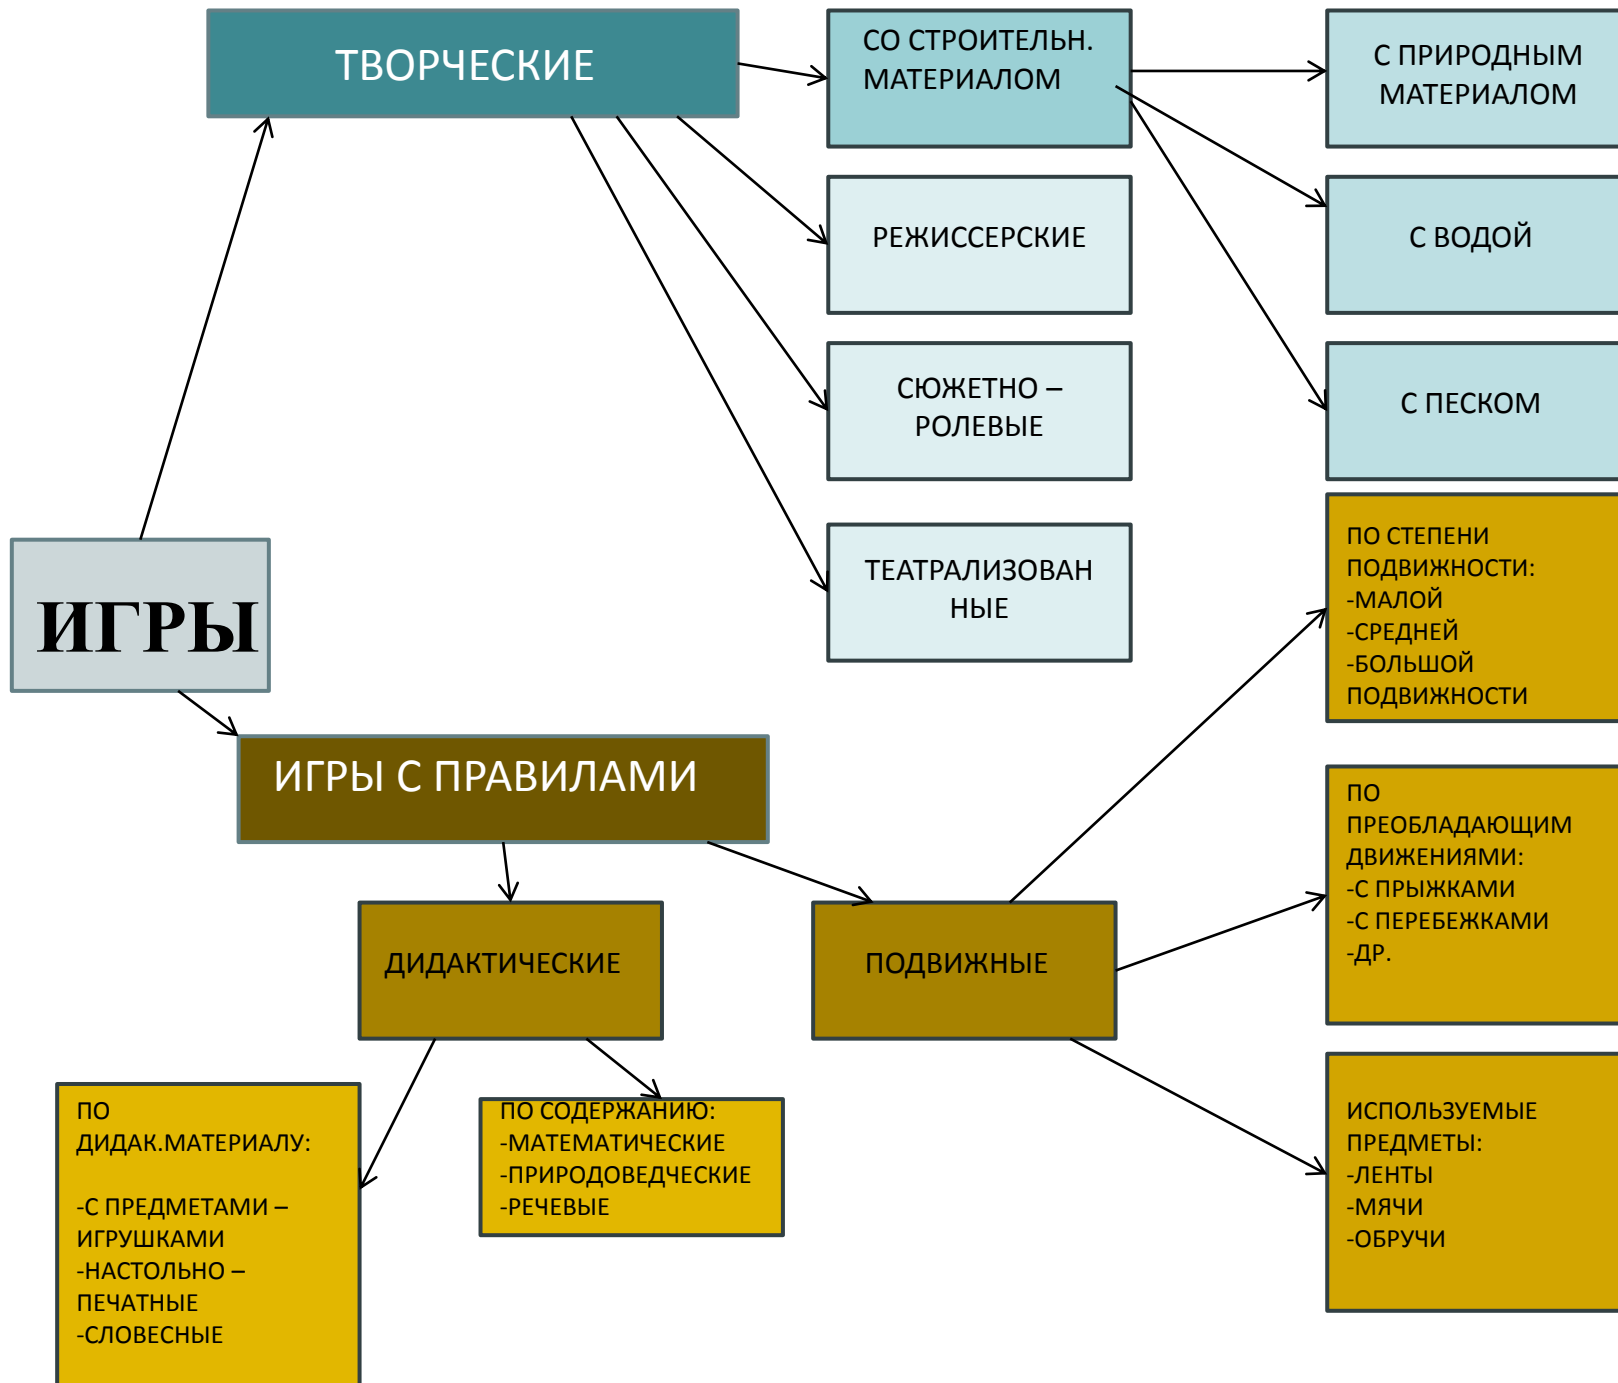 ТВОРЧЕСКИЕ
СО СТРОИТЕЛЬН.
МАТЕРИАЛОМ
С ПРИРОДНЫМ
МАТЕРИАЛОМ
РЕЖИССЕРСКИЕ
С ВОДОЙ
СЮЖЕТНО –
РОЛЕВЫЕ
С ПЕСКОМ
ТЕАТРАЛИЗОВАН
НЫЕ
ПО СТЕПЕНИ
ПОДВИЖНОСТИ:
-МАЛОЙ
-СРЕДНЕЙ
-БОЛЬШОЙ
ПОДВИЖНОСТИ
ИГРЫ
ИГРЫ С ПРАВИЛАМИ
ПО
ПРЕОБЛАДАЮЩИМ
ДВИЖЕНИЯМИ:
-С ПРЫЖКАМИ
-С ПЕРЕБЕЖКАМИ
-ДР.
ДИДАКТИЧЕСКИЕ
ПОДВИЖНЫЕ
ПО
ДИДАК.МАТЕРИАЛУ:
-С ПРЕДМЕТАМИ –
ИГРУШКАМИ
-НАСТОЛЬНО –
ПЕЧАТНЫЕ
-СЛОВЕСНЫЕ
ПО СОДЕРЖАНИЮ:
-МАТЕМАТИЧЕСКИЕ
-ПРИРОДОВЕДЧЕСКИЕ
-РЕЧЕВЫЕ
ИСПОЛЬЗУЕМЫЕ
ПРЕДМЕТЫ:
-ЛЕНТЫ
-МЯЧИ
-ОБРУЧИ